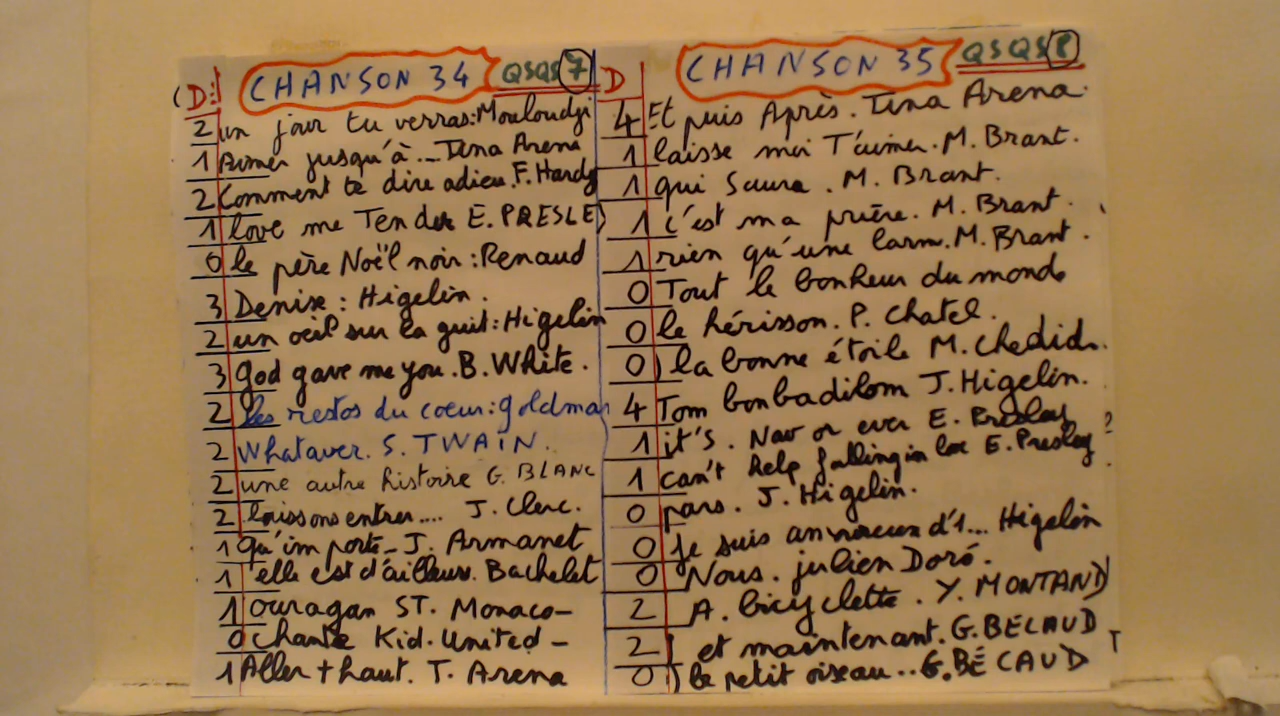 CHANSON 34 QSQS 7
D:
2 un jour tu verras: Mouloudji
1 Aimer jusqu'à ... Tina Arena
2 Comment te dire adieu. F. Hardy
1 love me Tender E. PRESLEY
0 le père Noël noir: Renaud
3 Denise: Higelin.
2 un oeil sur la guit: Higelin
3 god gave me you. B. White.
2 les restos du coeur: goldman
2 Whataver. S. TWAIN.
2 une autre histoire G. BLANC
2 laissons entrer.... J. Clerc.
1 Qu'importe_ J. Armanet
1 elle est d'ailleurs. Bachelet
1 ouragan ST. Monaco_
0 chante Kid. United_
1 Aller + haut. T. Arena
CHANSON 35 QSQS 8
D
4 Et puis Après. Tina Arena.
1 laisse moi T'aimer. M. Brant.
1 qui Saura. M. Brant.
1 c'est ma prière. M. Brant.
1 rien qu'une larm. M. Brant.
0 Tout le bonheur du monde
0 le hérisson. P. Chatel.
0 la bonne étoile M. Chedid.
4 Tom bonbadilom J. Higelin.
1 it's. Now or ever E. Presley
1 can't help falling in love E. Presley
0 pars. J. Higelin.
0 Je suis amoureux d'1... Higelin
0 Nous. julien Doré.
2 A. bicyclette. Y. MONTAND
2 et maintenant. G. BECAUD
0 le petit oiseau.. G. BÉCAUD